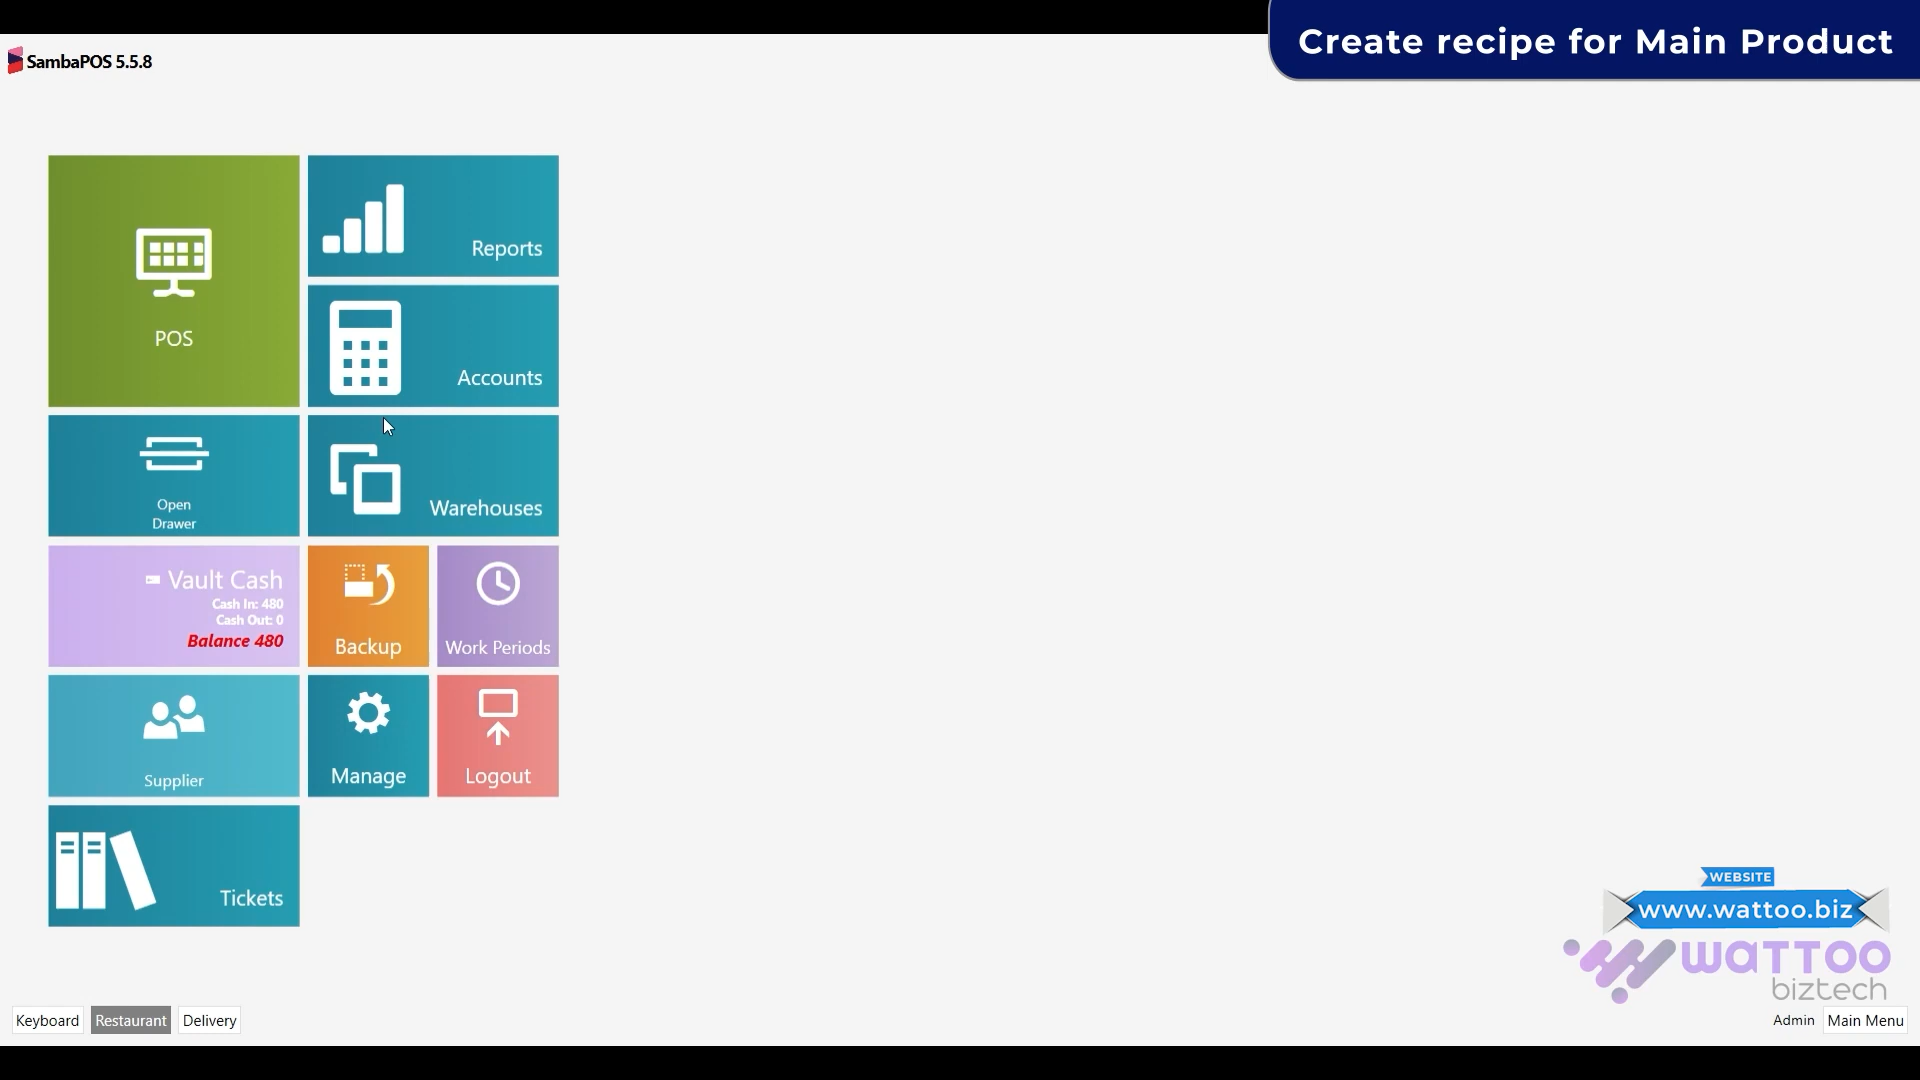 Create recipe for Main Product
SambaPOS 5.5.8
POS
Reports
Accounts
Open
Drawer
Warehouses
Vault Cash
Cash In: 480
Cash Out: 0
Balance 480
Backup
Work Periods
Supplier
Manage
Logout
Tickets
WEBSITE
www.wattoo.biz
wattoo
biztech
Keyboard
Restaurant
Delivery
Admin
Main Menu